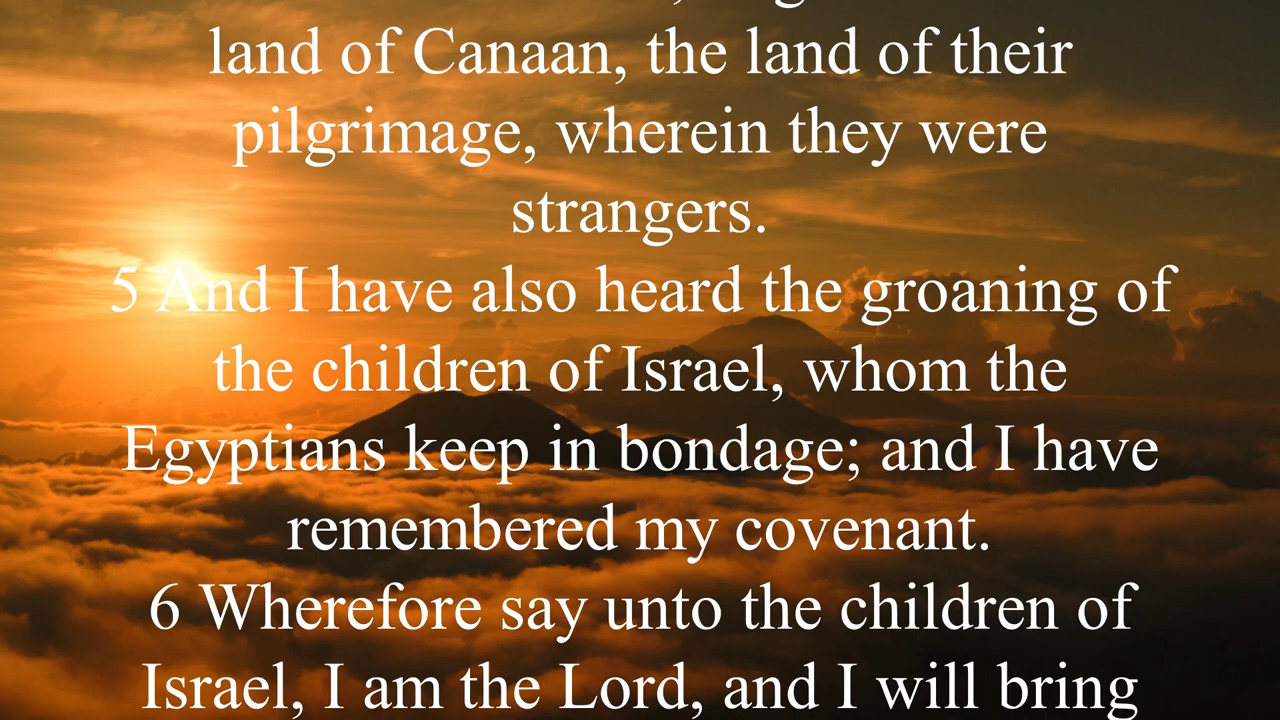 land of Canaan, the land of their
pilgrimage, wherein they were
strangers.
5 And I have also heard the groaning of
the children of Israel, whom the
Egyptians keep in bondage; and I have
remembered my covenant.
6 Wherefore say unto the children of
Israel, I am the Lord, and I will bring